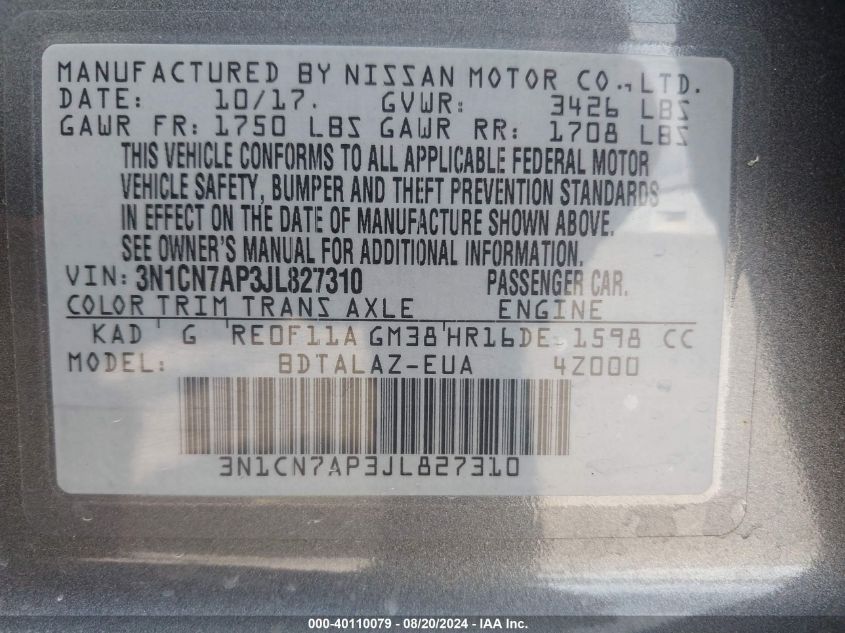 MANUFACTURED BY NISSAN MOTOR CO., LTD.
DATE: 10/17. GVWR: 3426 LBS
GAWR FR: 1750 LBS GAWR RR: 1708 LBS
THIS VEHICLE CONFORMS TO ALL APPLICABLE FEDERAL MOTOR
VEHICLE SAFETY, BUMPER AND THEFT PREVENTION STANDARDS
IN EFFECT ON THE DATE OF MANUFACTURE SHOWN ABOVE.
SEE OWNER'S MANUAL FOR ADDITIONAL INFORMATION.
VIN: 3N1CN7AP3JL827310 PASSENGER CAR.
COLOR TRIM TRANS AXLE ENGINE
KAD G RE0F11A GM38 HR16DE 1598 CC
MODEL: BDTALAZ-EUA 4Z000
3N1CN7AP3JL827310
000-40110079 - 08/20/2024 - IAA Inc.